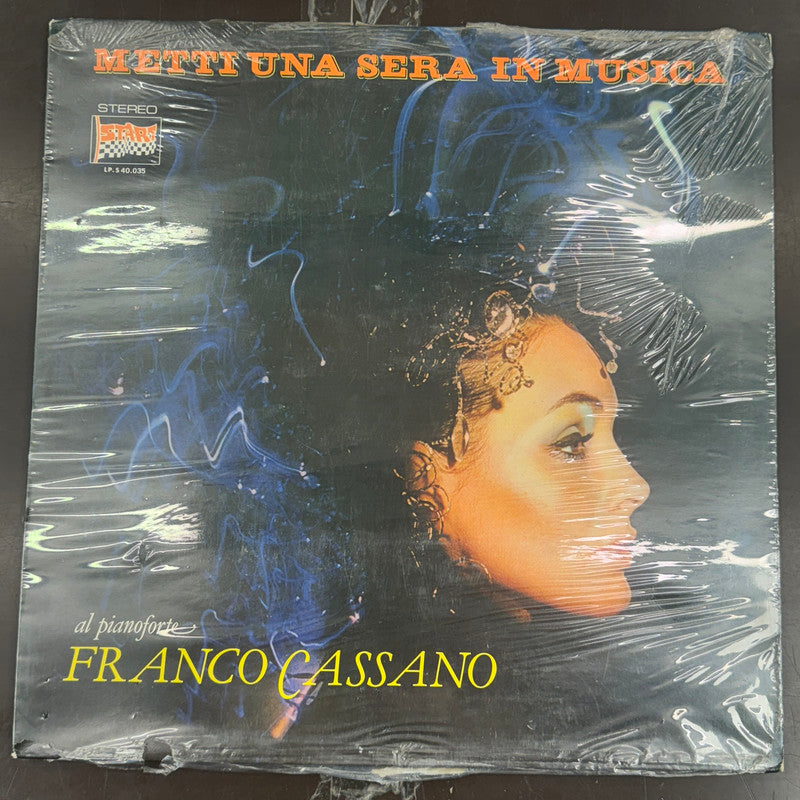 METTI UNA SERA IN MUSICA
STEREO
START
LP. S 40.035
al pianoforte
FRANCO CASSANO